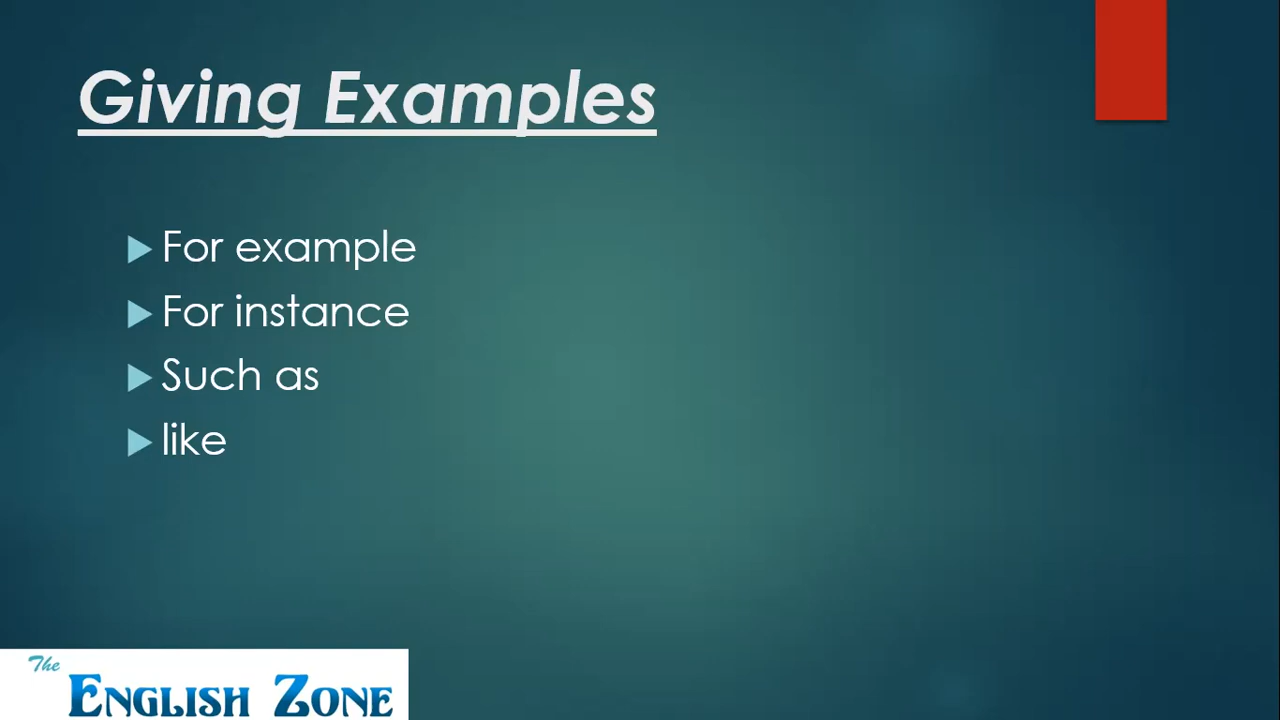 Giving Examples
For example
For instance
Such as
like
The
ENGLISH ZONE